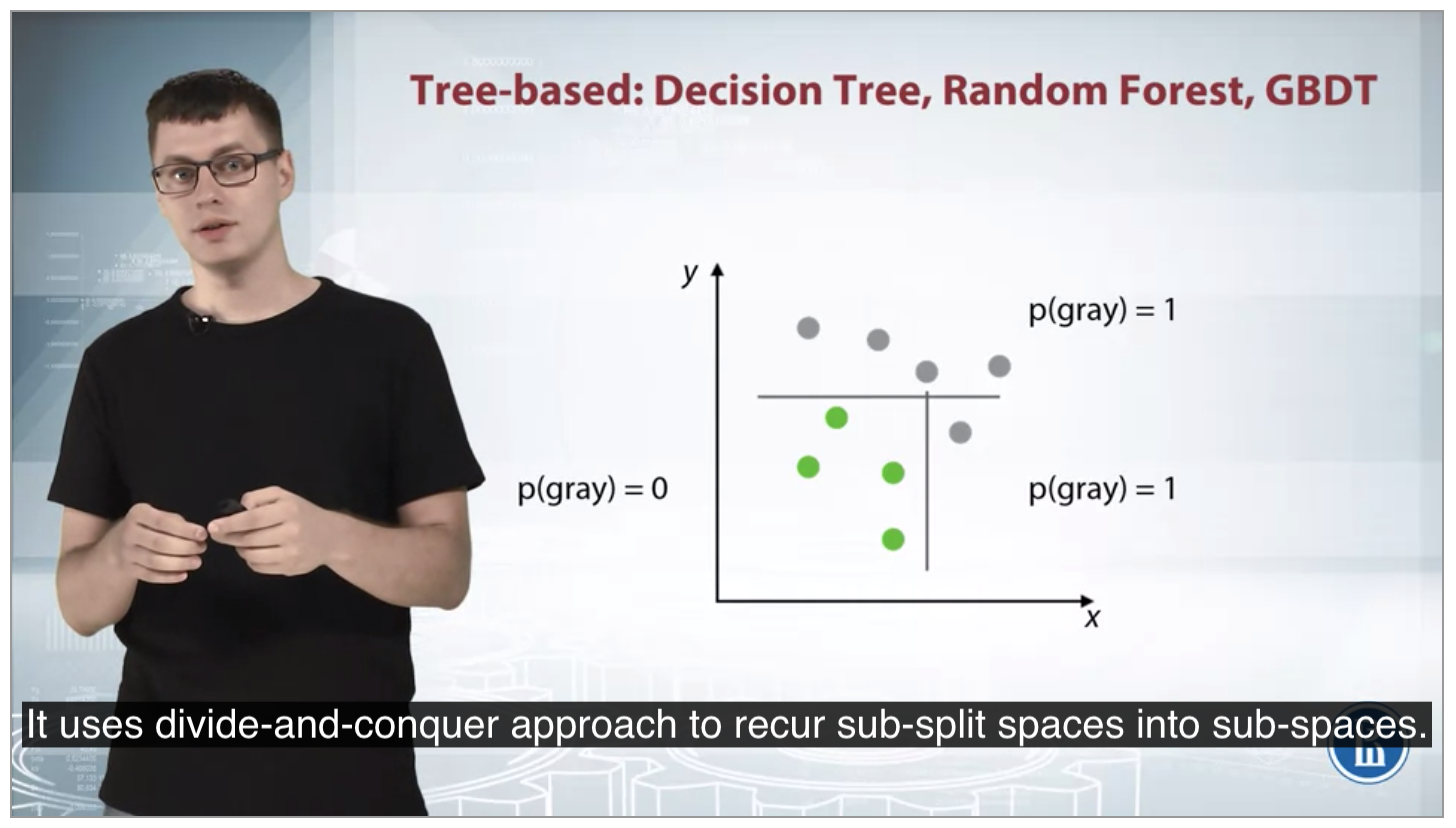 Tree-based: Decision Tree, Random Forest, GBDT
y
p(gray) = 1
p(gray) = 0
p(gray) = 1
x
It uses divide-and-conquer approach to recur sub-split spaces into sub-spaces.